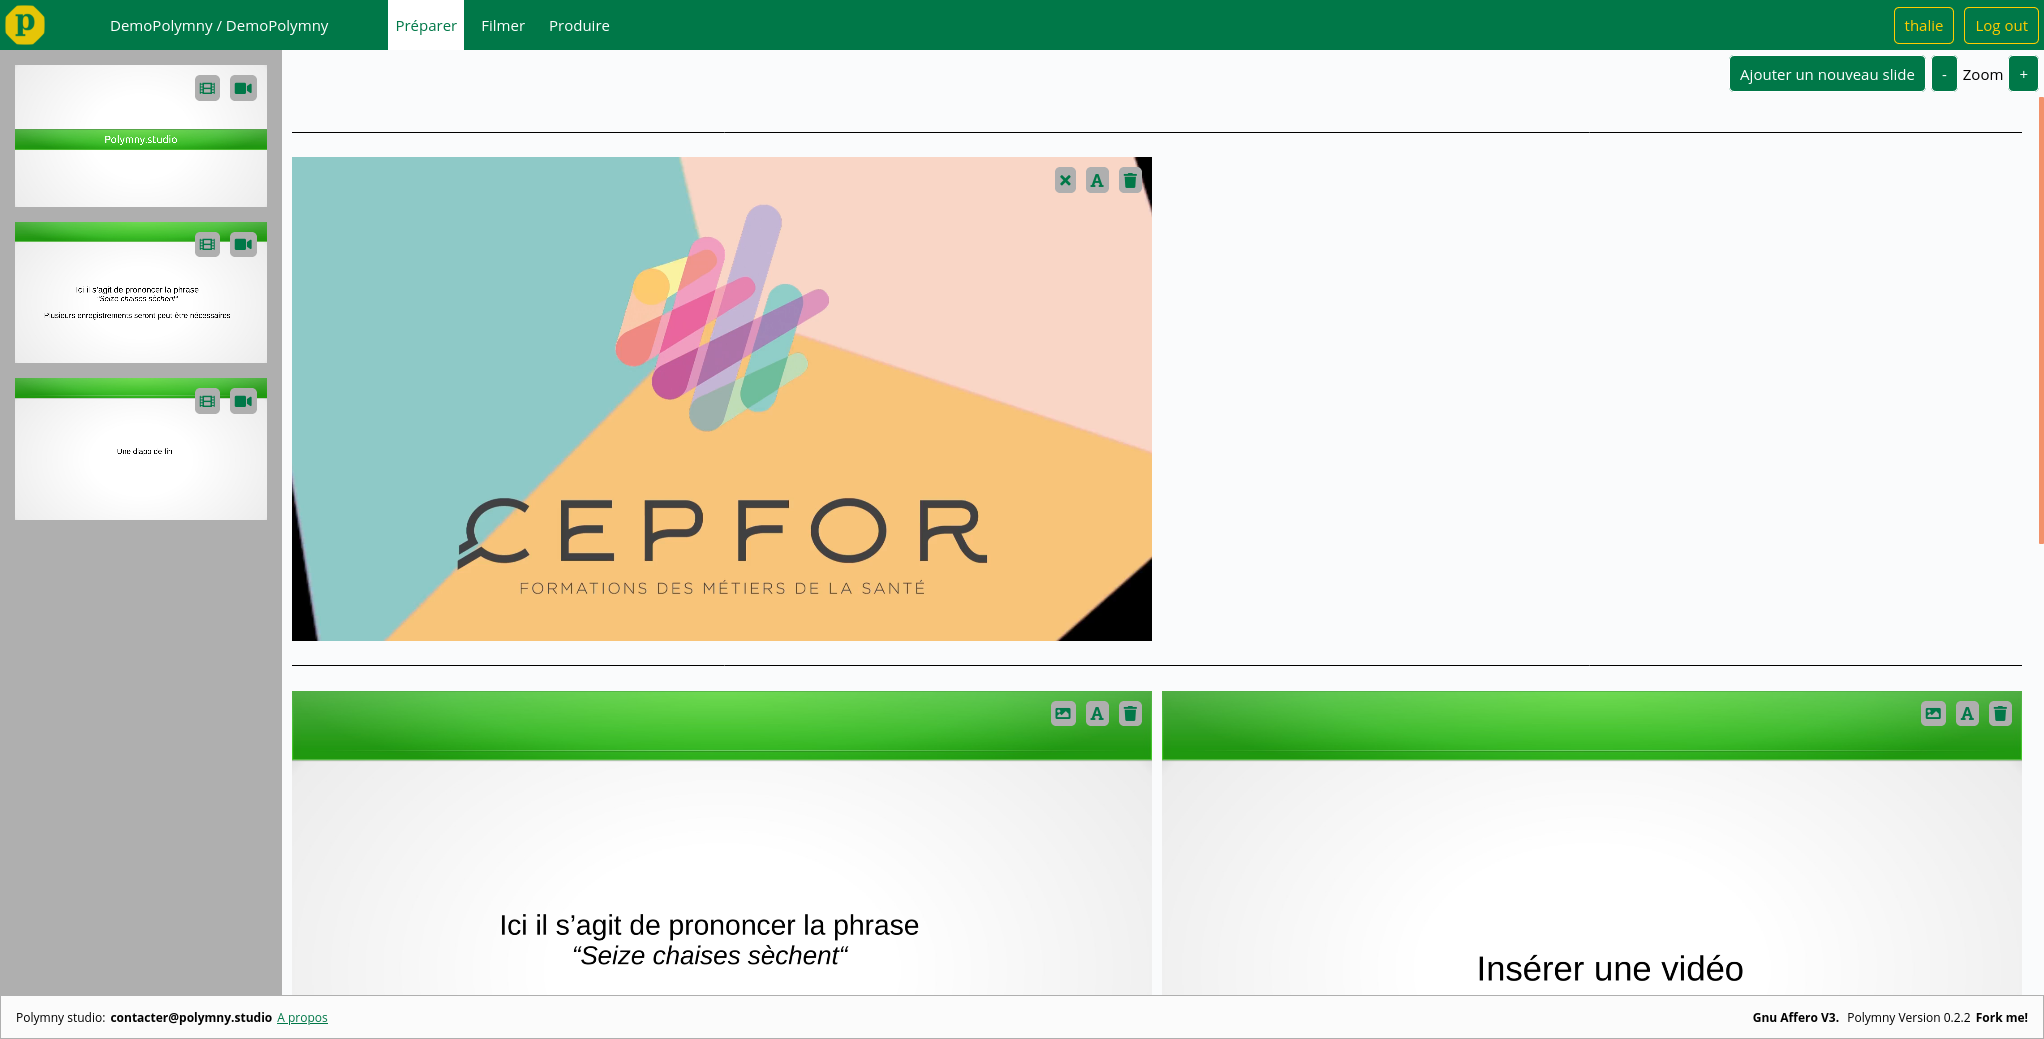 p
DemoPolymny / DemoPolymny
Préparer
Filmer
Produire
thalie
Log out
Ajouter un nouveau slide
-
Zoom
+
Polymny.studio
Ici il s'agit de prononcer la phrase
"Seize chaises sèchent"
Plusieurs enregistrements seront peut être nécessaires
Une diapo de fin
A
CEPFOR
FORMATIONS DES MÉTIERS DE LA SANTÉ
A
Ici il s’agit de prononcer la phrase
“Seize chaises sèchent“
A
Insérer une vidéo
Polymny studio: contacter@polymny.studio A propos
Gnu Affero V3. Polymny Version 0.2.2 Fork me!